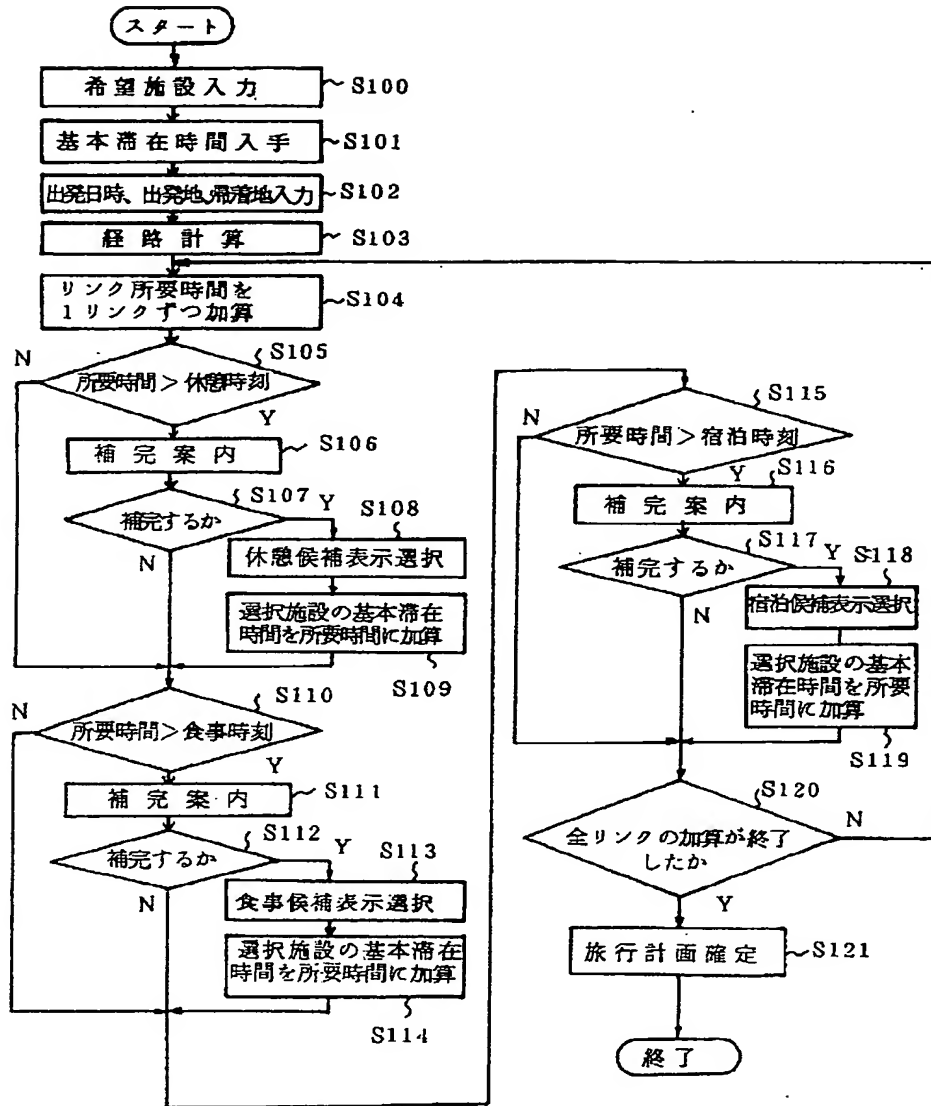 スタート
希望施設入力
S100
基本滞在時間入手
S101
出発日時、出発地、帰着地入力
S102
経路計算
S103
リンク所要時間を
1リンクずつ加算
S104
S105
N
所要時間>休憩時刻
Y
補完案内
S106
S107
補完するか
Y
N
S108
休憩候補表示選択
選択施設の基本滞在
時間を所要時間に加算
S109
S110
N
所要時間>食事時刻
Y
補完案内
S111
S112
補完するか
Y
N
S113
食事候補表示選択
選択施設の基本滞在
時間を所要時間に加算
S114
S115
N
所要時間>宿泊時刻
Y
S116
補完案内
S117
補完するか
Y
N
S118
宿泊候補表示選択
選択施設の基本
滞在時間を所要
時間に加算
S119
S120
全リンクの加算が終了
したか
N
Y
旅行計画確定
S121
終了